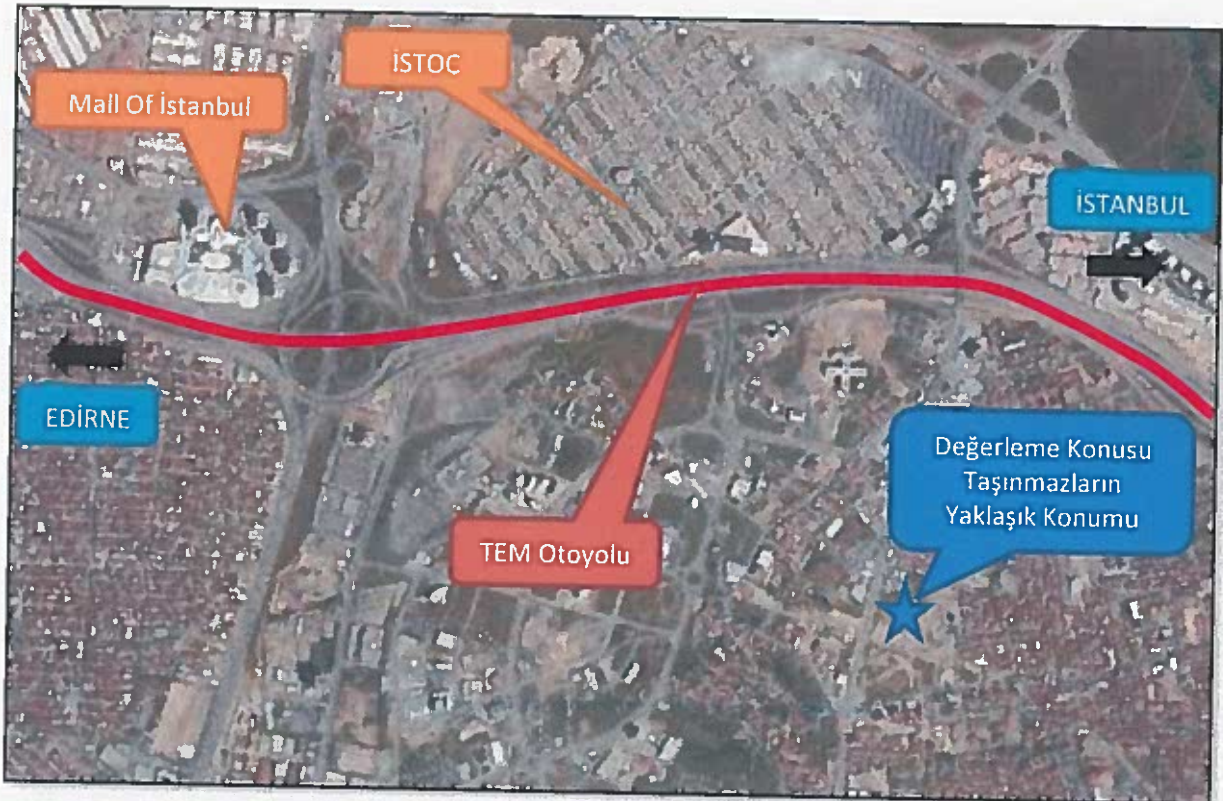 İSTOÇ
Mall Of İstanbul
İSTANBUL
EDİRNE
Değerleme Konusu
Taşınmazların
Yaklaşık Konumu
TEM Otoyolu